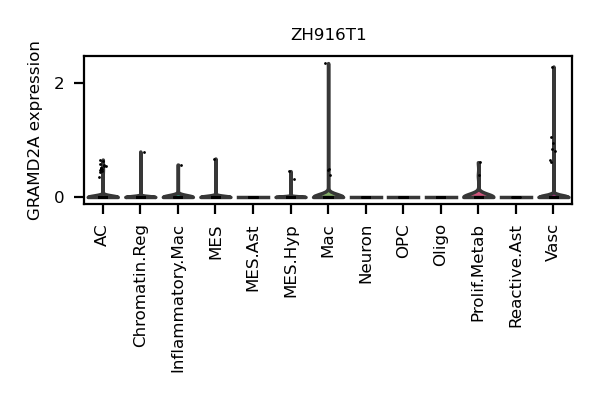 ZH916T1
GRAMD2A expression
2
0
AC
Chromatin.Reg
Inflammatory.Mac
MES
MES.Ast
MES.Hyp
Mac
Neuron
OPC
Oligo
Prolif.Metab
Reactive.Ast
Vasc